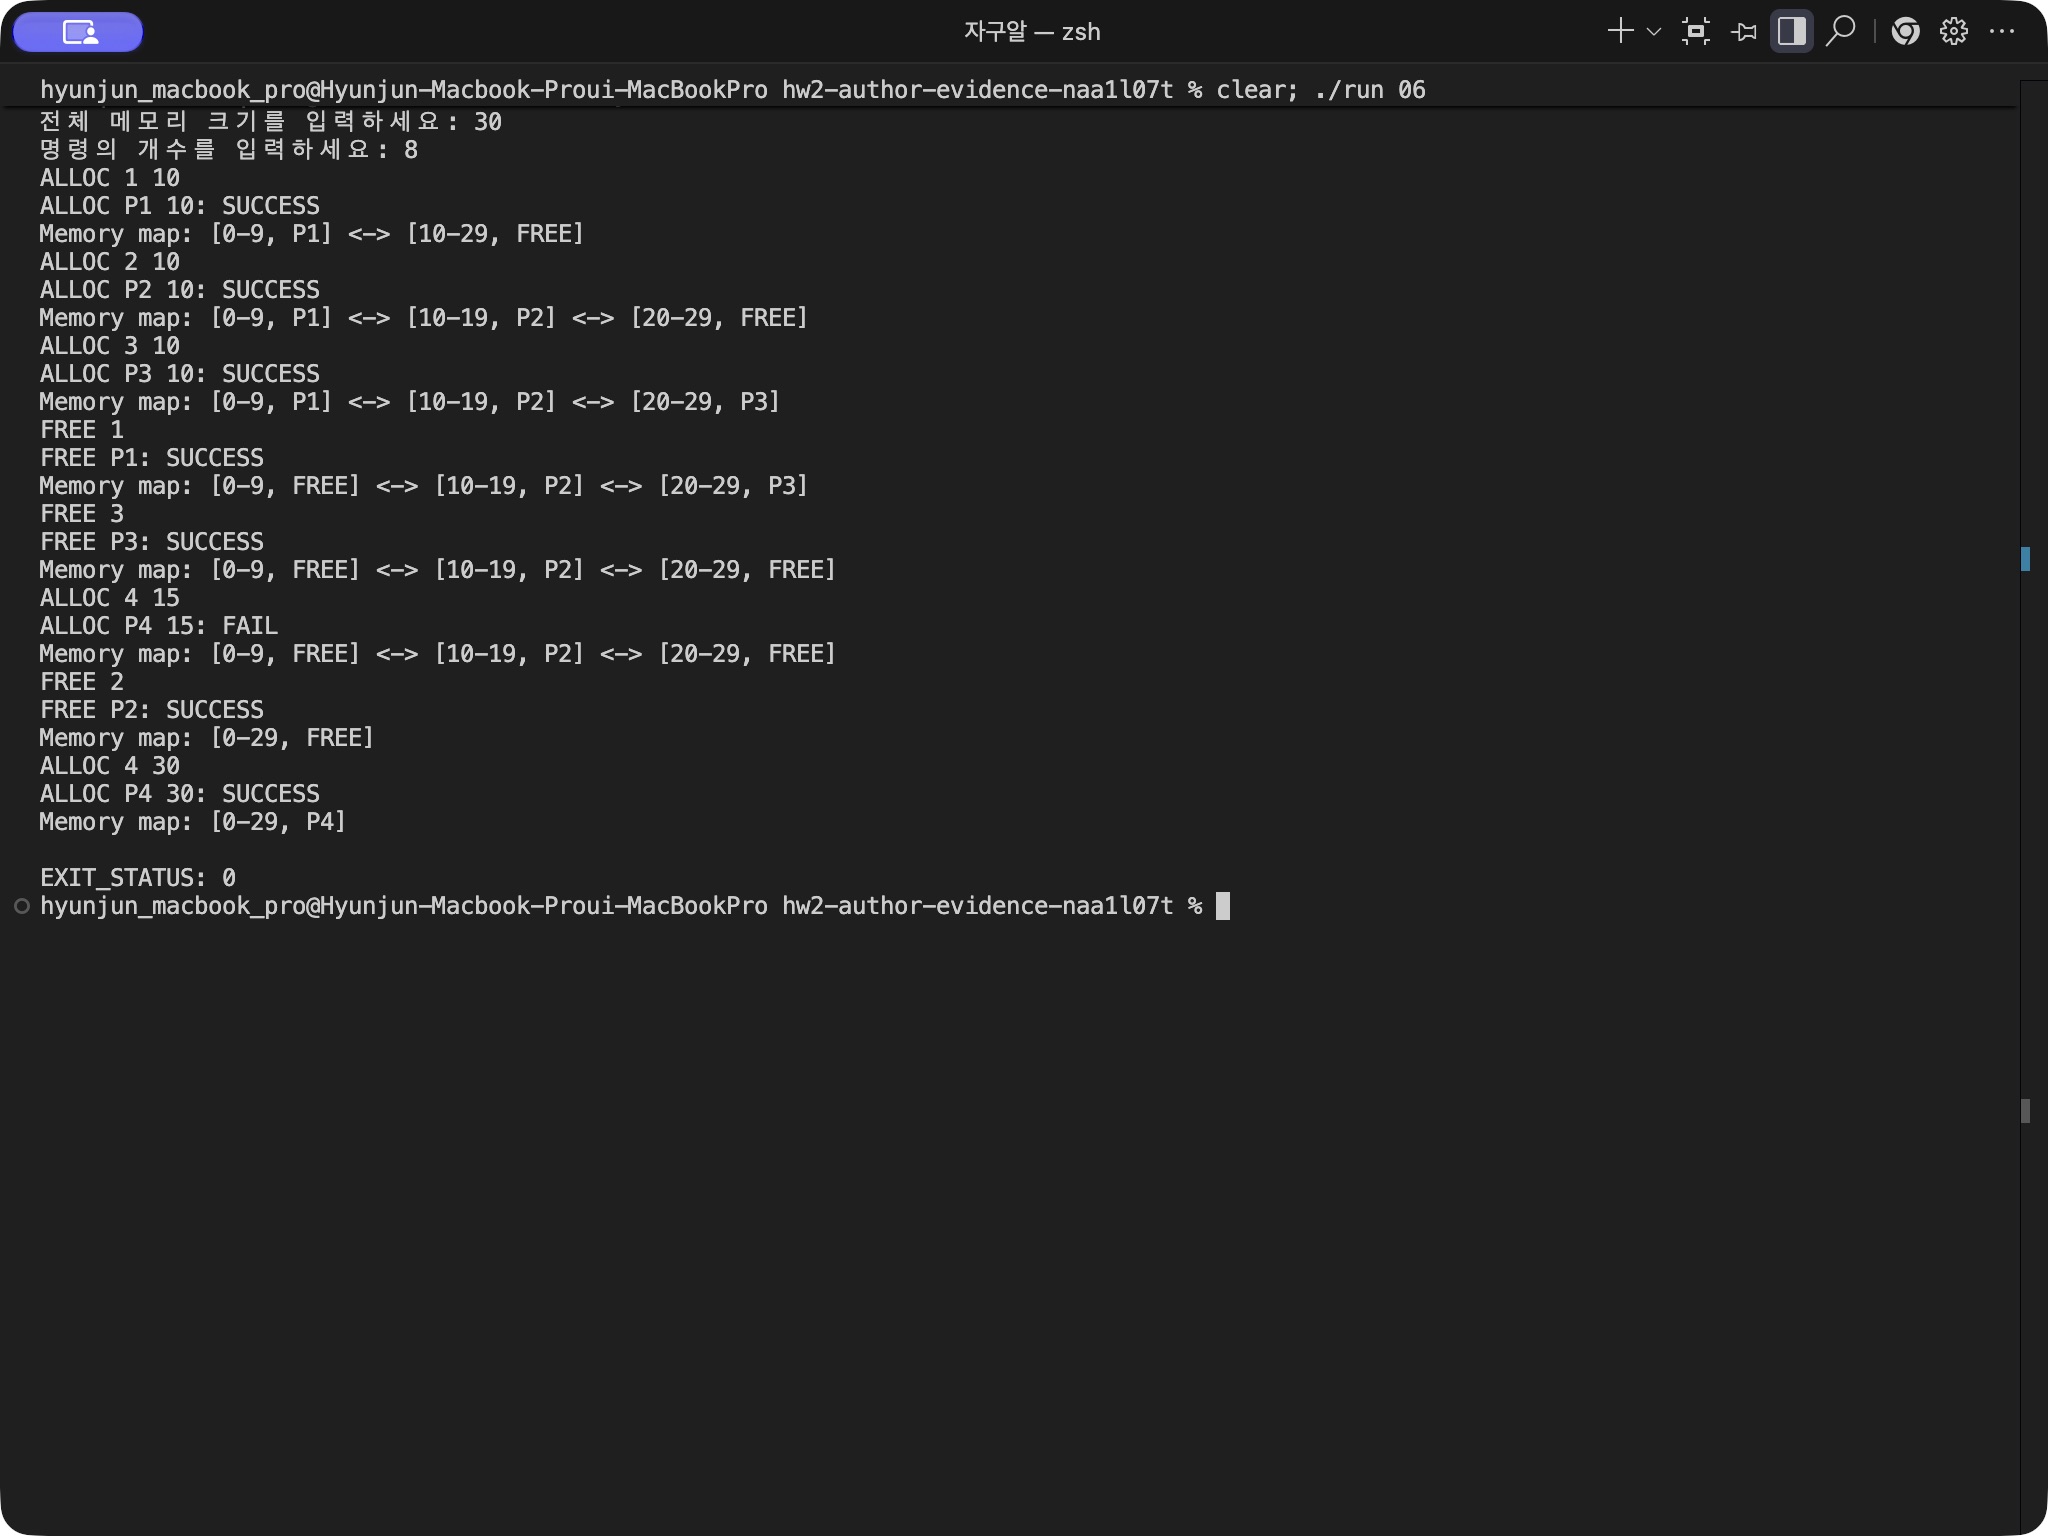 자구알 — zsh
hyunjun_macbook_pro@Hyunjun-Macbook-Proui-MacBookPro hw2-author-evidence-naa1l07t % clear; ./run 06
전체 메모리 크기를 입력하세요: 30
명령의 개수를 입력하세요: 8
ALLOC 1 10
ALLOC P1 10: SUCCESS
Memory map: [0-9, P1] <-> [10-29, FREE]
ALLOC 2 10
ALLOC P2 10: SUCCESS
Memory map: [0-9, P1] <-> [10-19, P2] <-> [20-29, FREE]
ALLOC 3 10
ALLOC P3 10: SUCCESS
Memory map: [0-9, P1] <-> [10-19, P2] <-> [20-29, P3]
FREE 1
FREE P1: SUCCESS
Memory map: [0-9, FREE] <-> [10-19, P2] <-> [20-29, P3]
FREE 3
FREE P3: SUCCESS
Memory map: [0-9, FREE] <-> [10-19, P2] <-> [20-29, FREE]
ALLOC 4 15
ALLOC P4 15: FAIL
Memory map: [0-9, FREE] <-> [10-19, P2] <-> [20-29, FREE]
FREE 2
FREE P2: SUCCESS
Memory map: [0-29, FREE]
ALLOC 4 30
ALLOC P4 30: SUCCESS
Memory map: [0-29, P4]
EXIT_STATUS: 0
hyunjun_macbook_pro@Hyunjun-Macbook-Proui-MacBookPro hw2-author-evidence-naa1l07t %